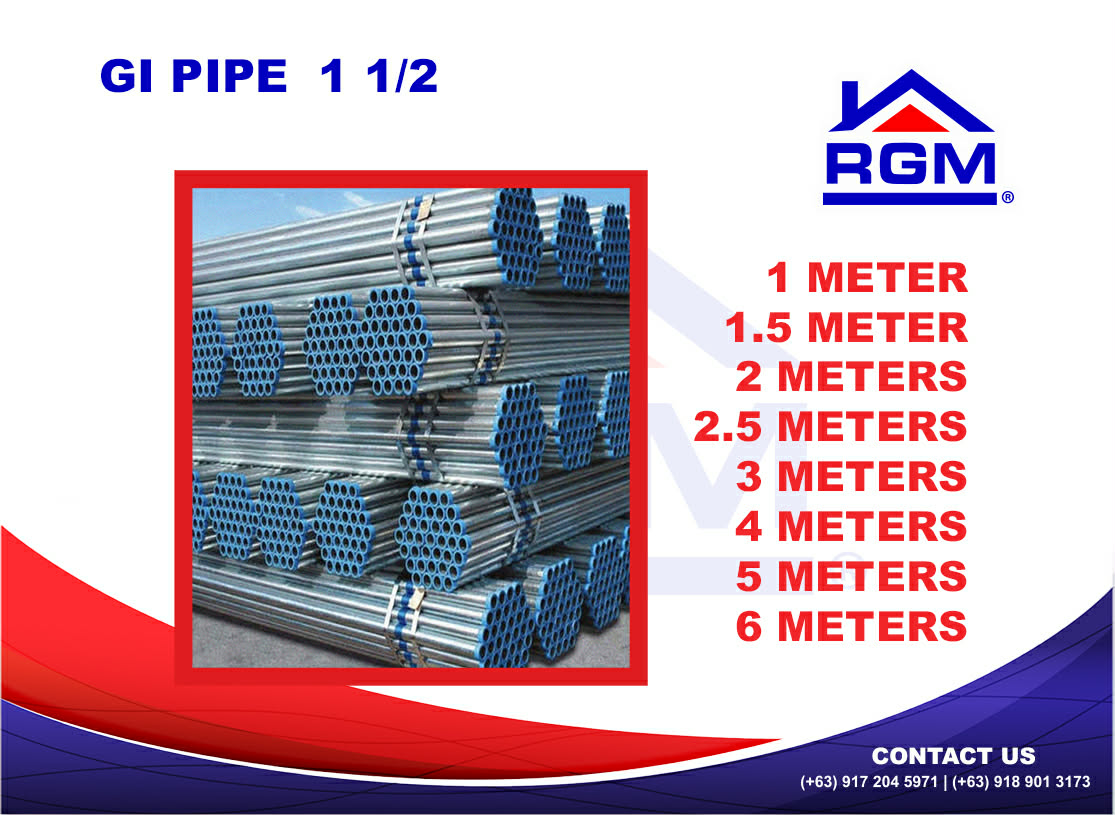 GI PIPE 1 1/2
RGM
®
1 METER
1.5 METER
2 METERS
2.5 METERS
3 METERS
4 METERS
5 METERS
6 METERS
M
®
CONTACT US
(+63) 917 204 5971 | (+63) 918 901 3173